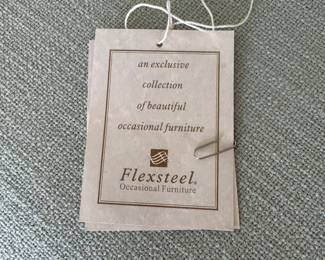 an exclusive
collection
of beautiful
occasional furniture
Flexsteel®
Occasional Furniture